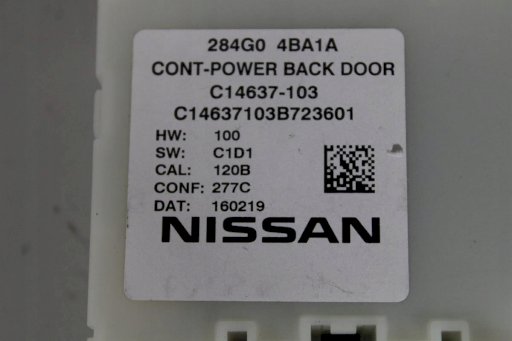 284G0 4BA1A
CONT-POWER BACK DOOR
C14637-103
C14637103B723601
HW: 100
SW: C1D1
CAL: 120B
CONF: 277C
DAT: 160219
NISSAN